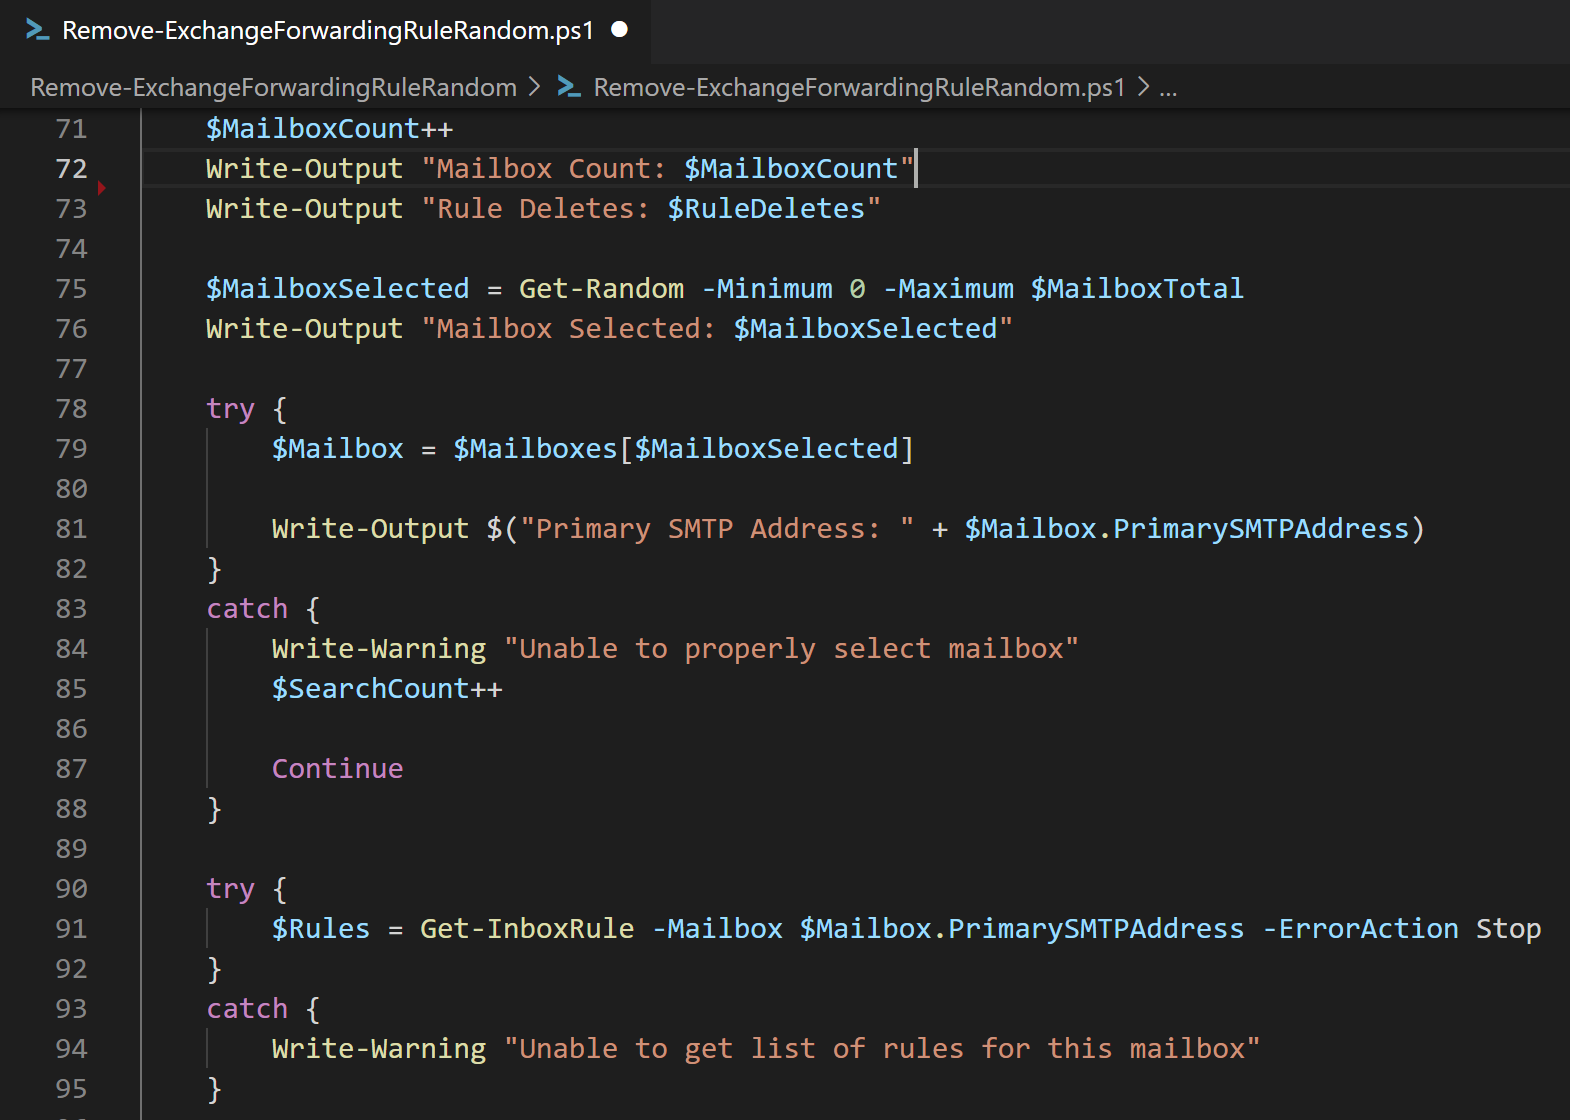 Remove-ExchangeForwardingRuleRandom.ps1
Remove-ExchangeForwardingRuleRandom > Remove-ExchangeForwardingRuleRandom.ps1 > ...
71 $MailboxCount++
72 Write-Output "Mailbox Count: $MailboxCount"
73 Write-Output "Rule Deletes: $RuleDeletes"
74
75 $MailboxSelected = Get-Random -Minimum 0 -Maximum $MailboxTotal
76 Write-Output "Mailbox Selected: $MailboxSelected"
77
78 try {
79 $Mailbox = $Mailboxes[$MailboxSelected]
80
81 Write-Output $("Primary SMTP Address: " + $Mailbox.PrimarySMTPAddress)
82 }
83 catch {
84 Write-Warning "Unable to properly select mailbox"
85 $SearchCount++
86
87 Continue
88 }
89
90 try {
91 $Rules = Get-InboxRule -Mailbox $Mailbox.PrimarySMTPAddress -ErrorAction Stop
92 }
93 catch {
94 Write-Warning "Unable to get list of rules for this mailbox"
95 }